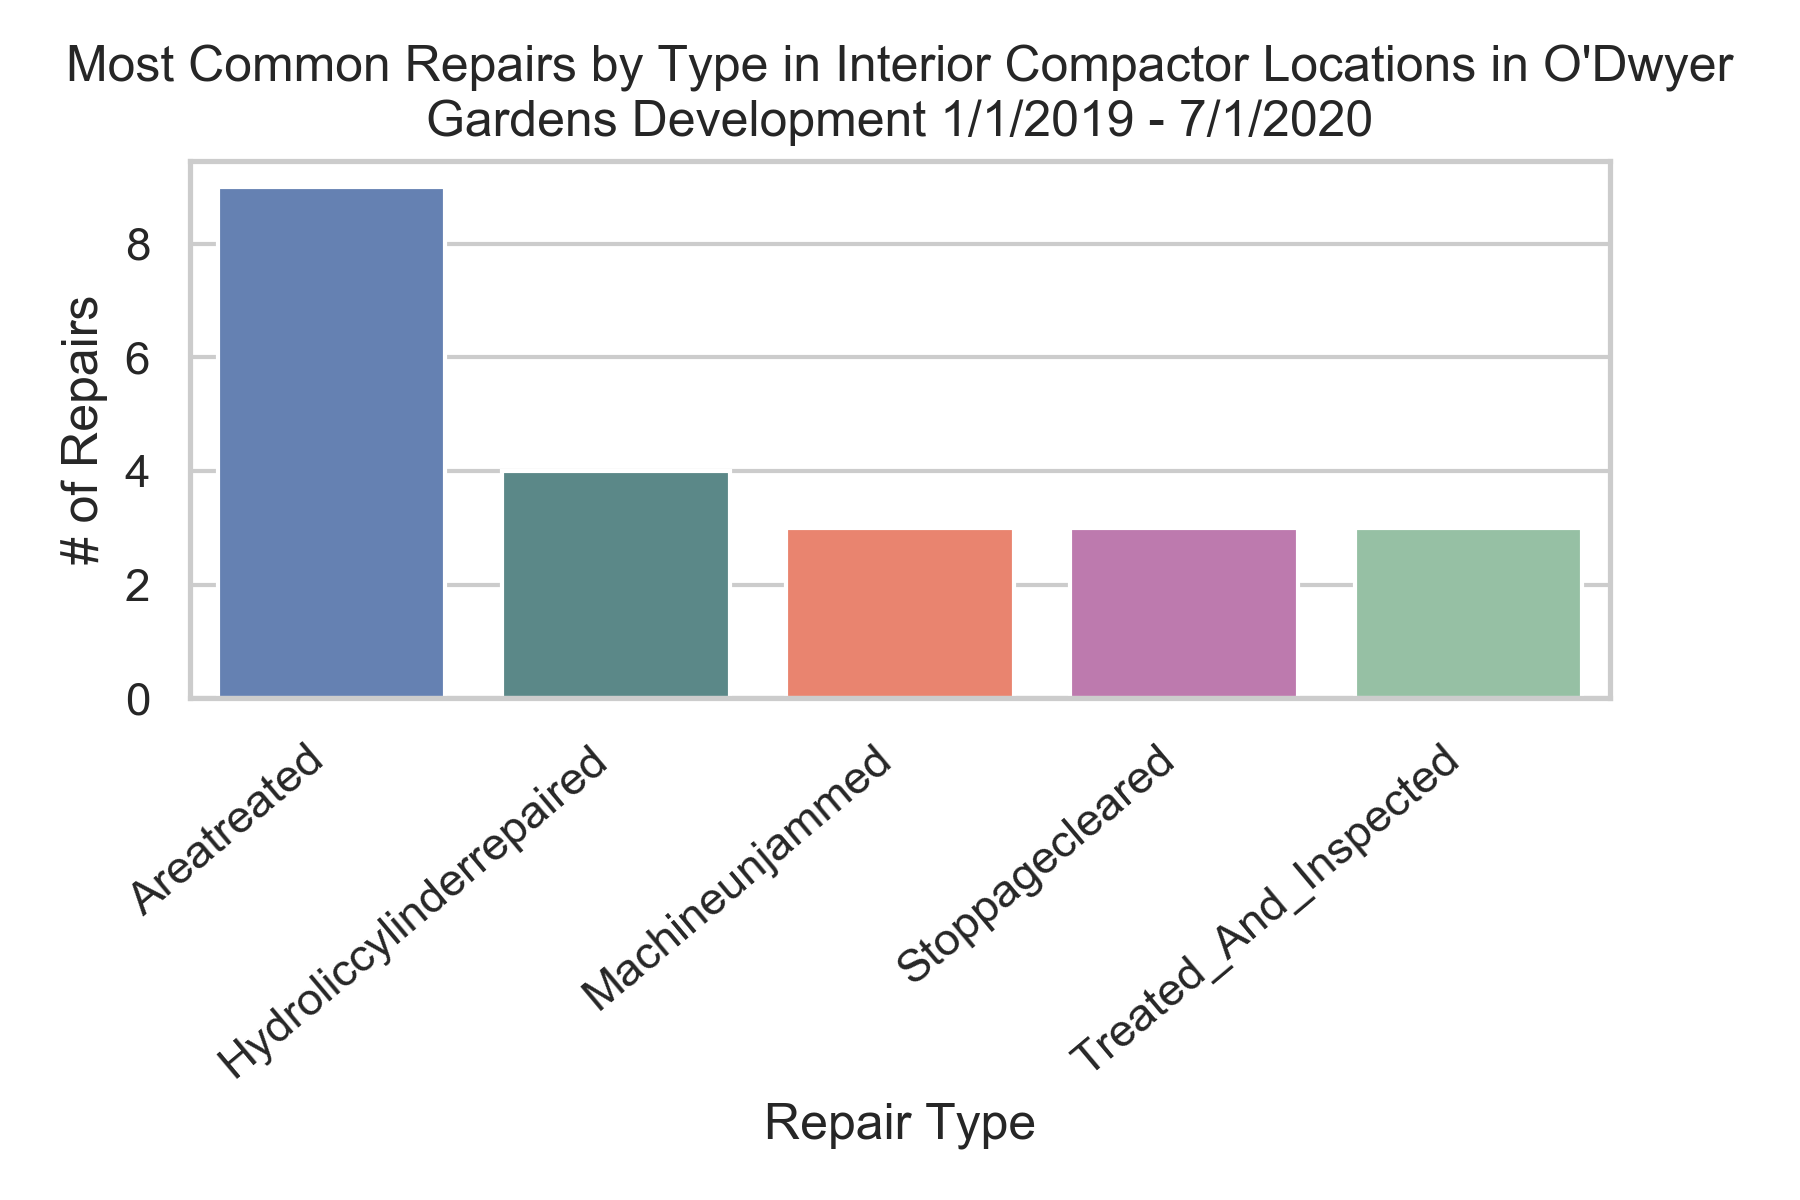 Most Common Repairs by Type in Interior Compactor Locations in O'Dwyer
Gardens Development 1/1/2019 - 7/1/2020
# of Repairs
8
6
4
2
0
Areatreated
Hydroliccylinderrepaired
Machineunjammed
Stoppagecleared
Treated_And_Inspected
Repair Type